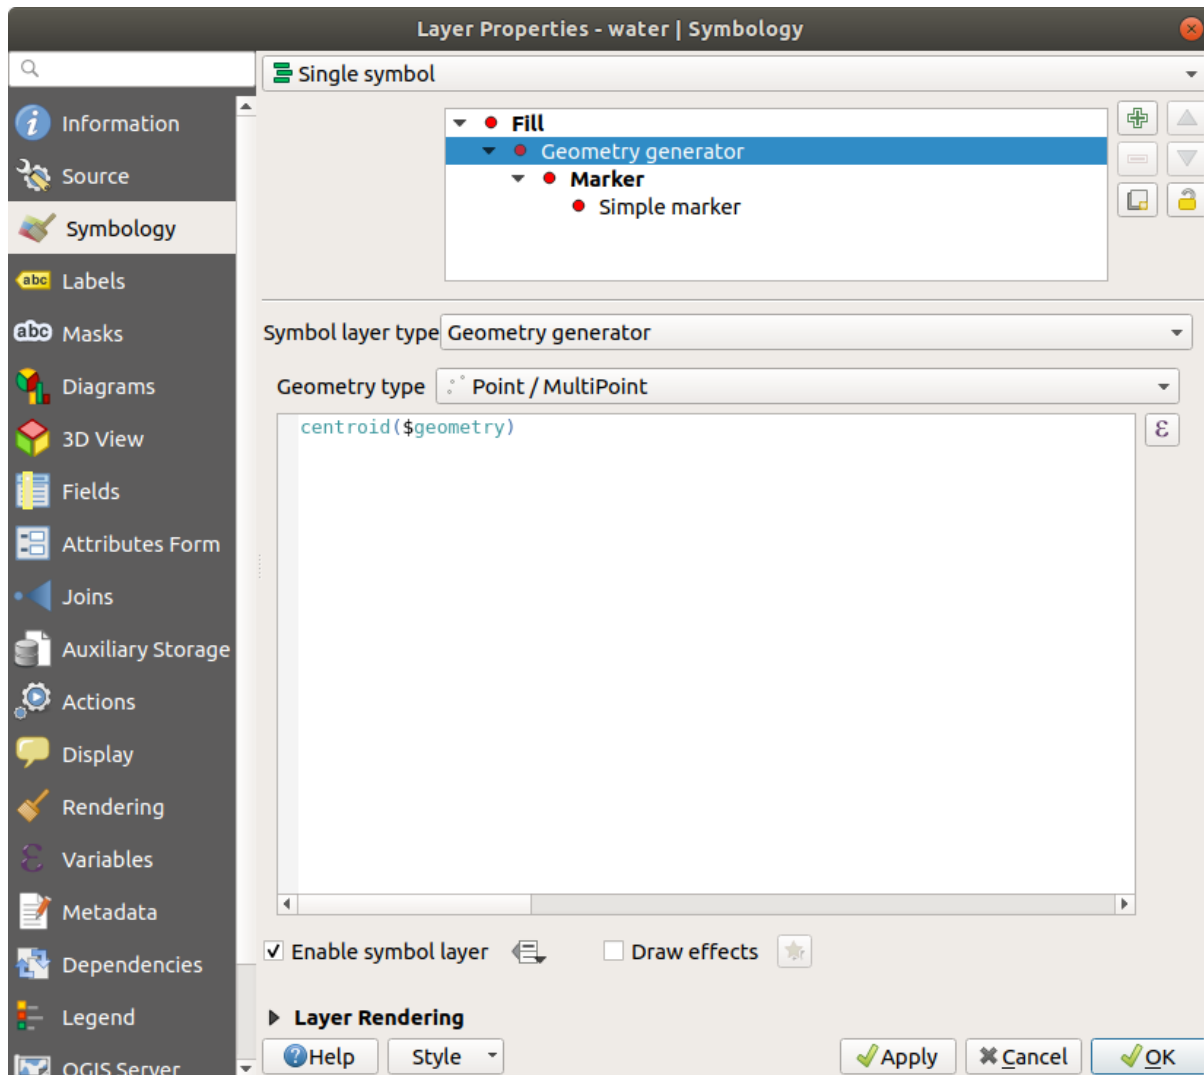 Layer Properties - water | Symbology
Single symbol
Information
Source
Symbology
Labels
Masks
Diagrams
3D View
Fields
Attributes Form
Joins
Auxiliary Storage
Actions
Display
Rendering
Variables
Metadata
Dependencies
Legend
QGIS Server
Fill
Geometry generator
Marker
Simple marker
Symbol layer type Geometry generator
Geometry type Point / MultiPoint
centroid($geometry)
ε
Enable symbol layer Draw effects
Layer Rendering
Help Style Apply Cancel OK
abc
abc